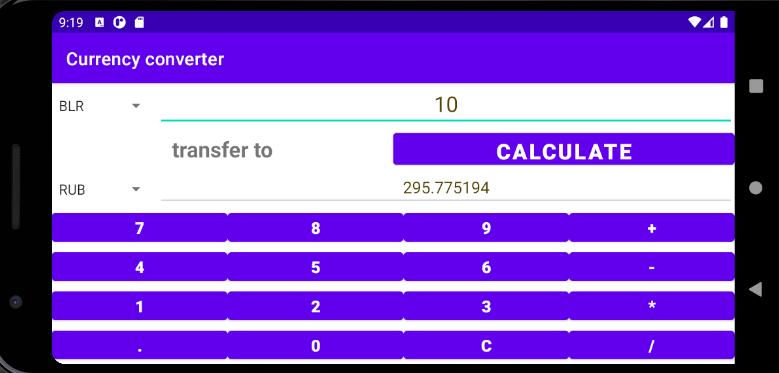 9:19
Currency converter
BLR 10
transfer to CALCULATE
RUB 295.775194
7 8 9 +
4 5 6 -
1 2 3 *
. 0 C /